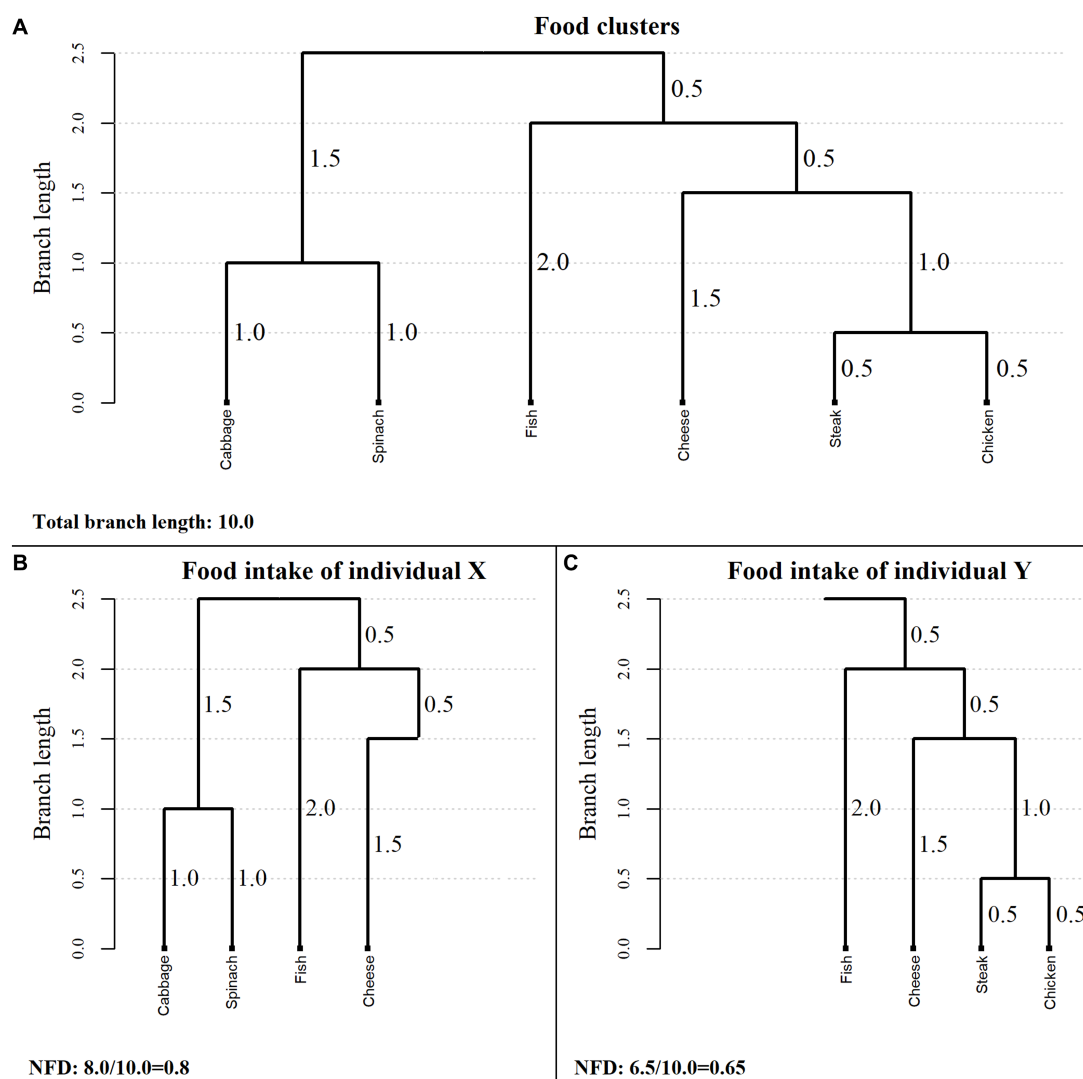 A
Food clusters
Branch length
2.5
2.0
1.5
1.0
0.5
0.0
0.5
1.5
0.5
2.0
1.0
1.5
1.0
1.0
0.5
0.5
Cabbage
Spinach
Fish
Cheese
Steak
Chicken
Total branch length: 10.0
B
Food intake of individual X
Branch length
2.5
2.0
1.5
1.0
0.5
0.0
0.5
1.5
0.5
2.0
1.5
1.0
1.0
Cabbage
Spinach
Fish
Cheese
NFD: 8.0/10.0=0.8
C
Food intake of individual Y
Branch length
2.5
2.0
1.5
1.0
0.5
0.0
0.5
0.5
2.0
1.0
1.5
0.5
0.5
Fish
Cheese
Steak
Chicken
NFD: 6.5/10.0=0.65